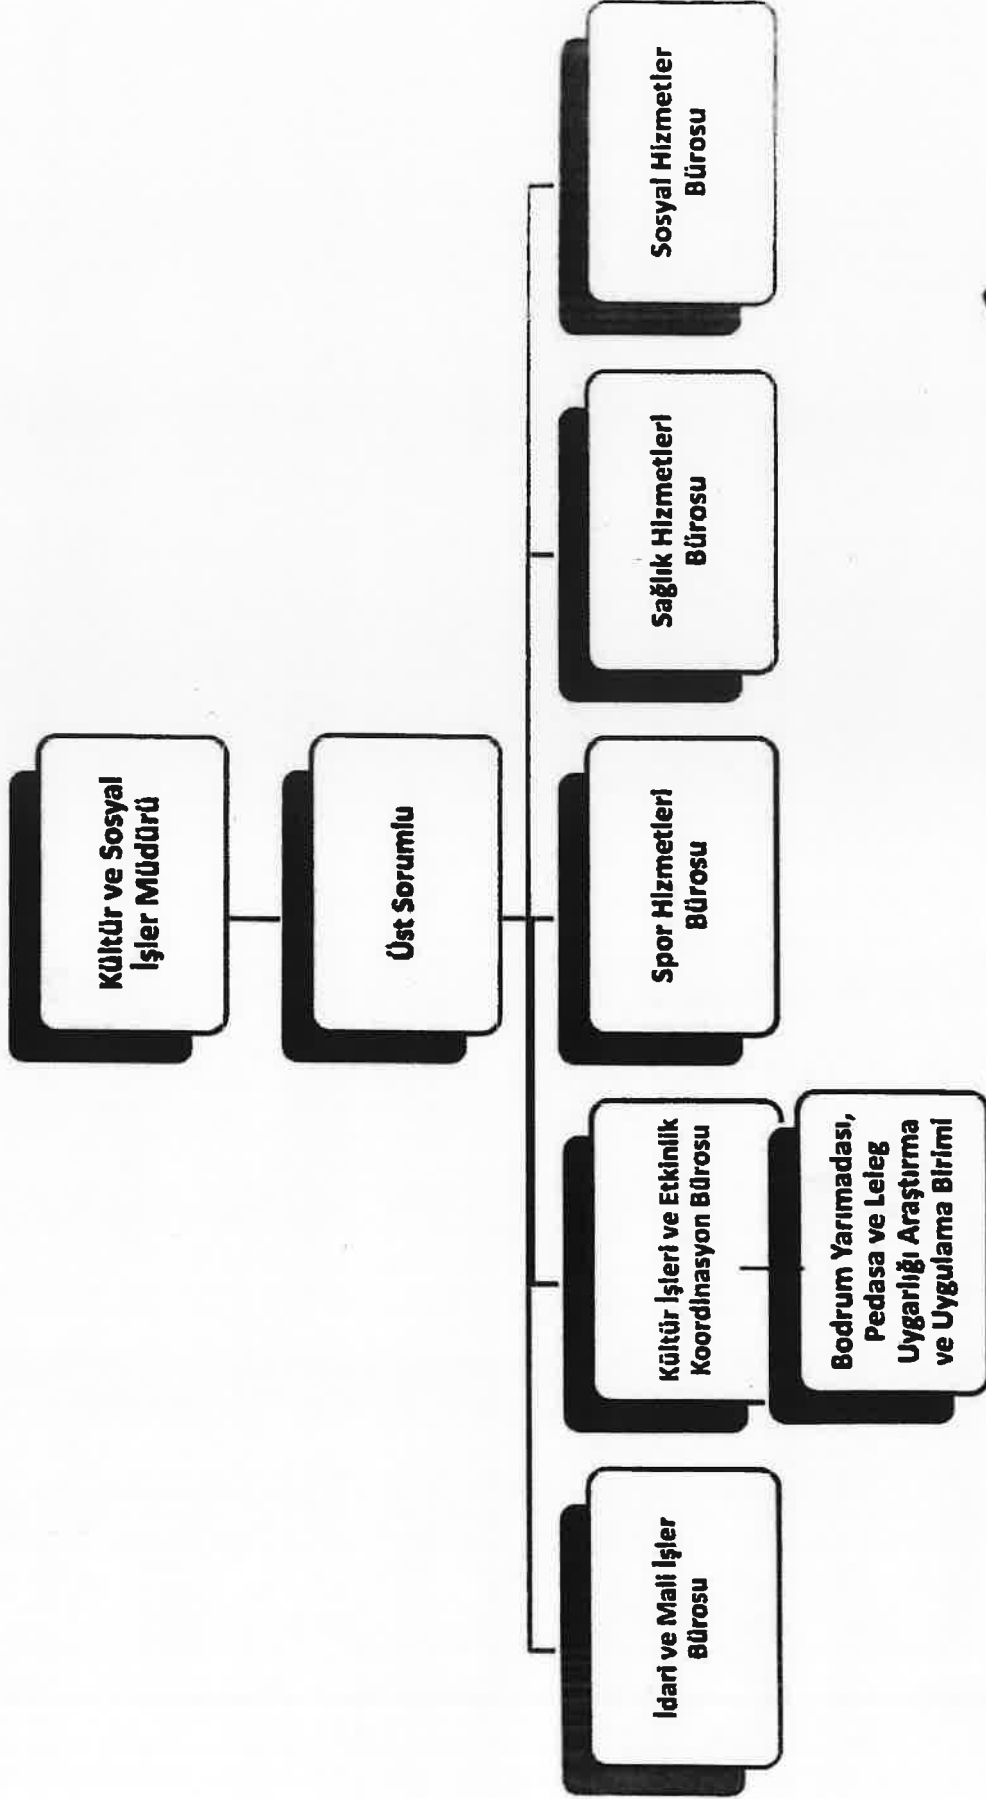 Kültür ve Sosyal
İşler Müdürü
Üst Sorumlu
İdari ve Mali İşler
Bürosu
Kültür İşleri ve Etkinlik
Koordinasyon Bürosu
Spor Hizmetleri
Bürosu
Sağlık Hizmetleri
Bürosu
Sosyal Hizmetler
Bürosu
Bodrum Yarımadası,
Pedasa ve Leleg
Uygarlığı Araştırma
ve Uygulama Birimi